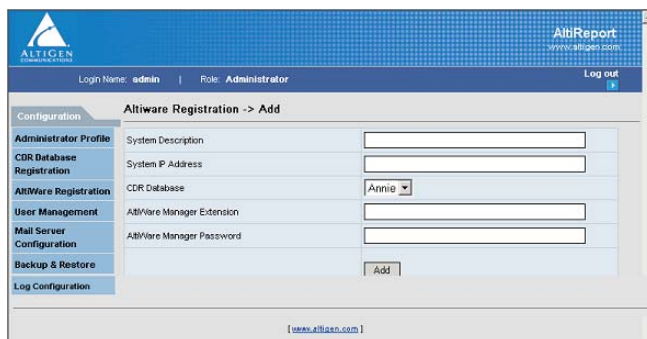 ALTIGEN
COMMUNICATIONS
AltiReport
www.altigen.com
Login Name: admin | Role: Administrator
Log out
Configuration
Altiware Registration -> Add
Administrator Profile
CDR Database
Registration
AltiWare Registration
User Management
Mail Server
Configuration
Backup & Restore
Log Configuration
System Description
System IP Address
CDR Database
Annie
AltiWare Manager Extension
AltiWare Manager Password
Add
[ www.altigen.com ]